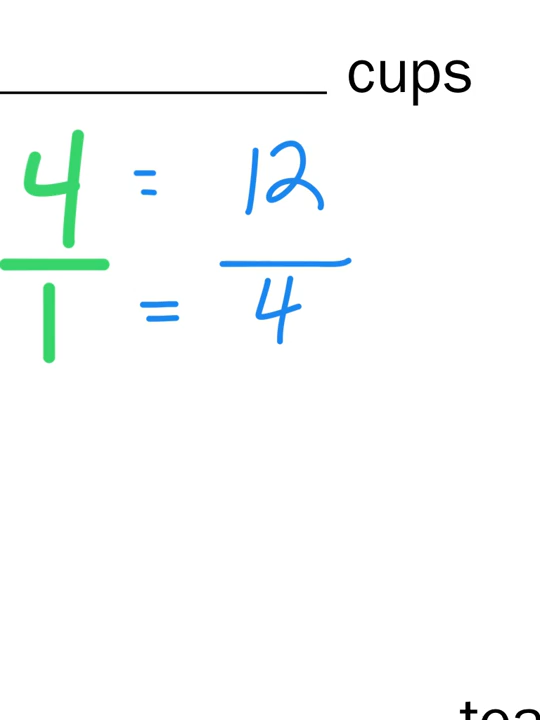 cups
4 = 12
1 = 4